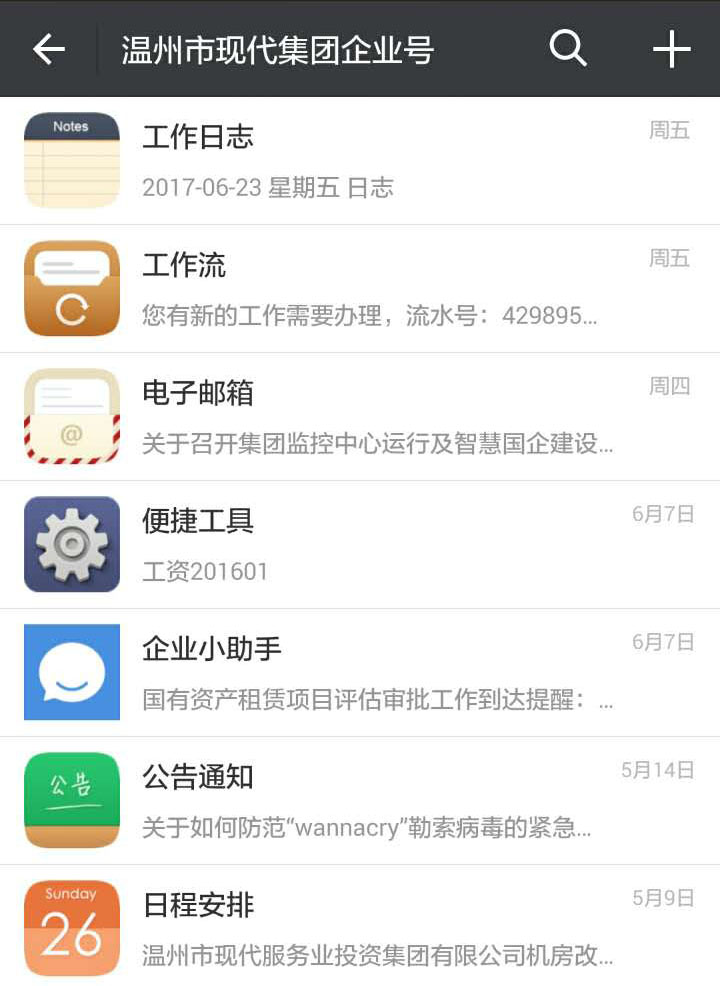 温州市现代集团企业号
Notes
工作日志
周五
2017-06-23 星期五 日志
工作流
周五
您有新的工作需要办理，流水号：429895...
电子邮箱
周四
@
关于召开集团监控中心运行及智慧国企建设...
便捷工具
6月7日
工资201601
企业小助手
6月7日
国有资产租赁项目评估审批工作到达提醒：...
公告
公告通知
5月14日
关于如何防范“wannacry”勒索病毒的紧急...
Sunday
26
日程安排
5月9日
温州市现代服务业投资集团有限公司机房改...